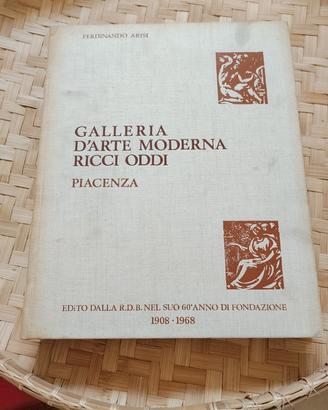 FERDINANDO ARISI
GALLERIA
D'ARTE MODERNA
RICCI ODDI
PIACENZA
EDITO DALLA R.D.B. NEL SUO 60° ANNO DI FONDAZIONE
1908 - 1968